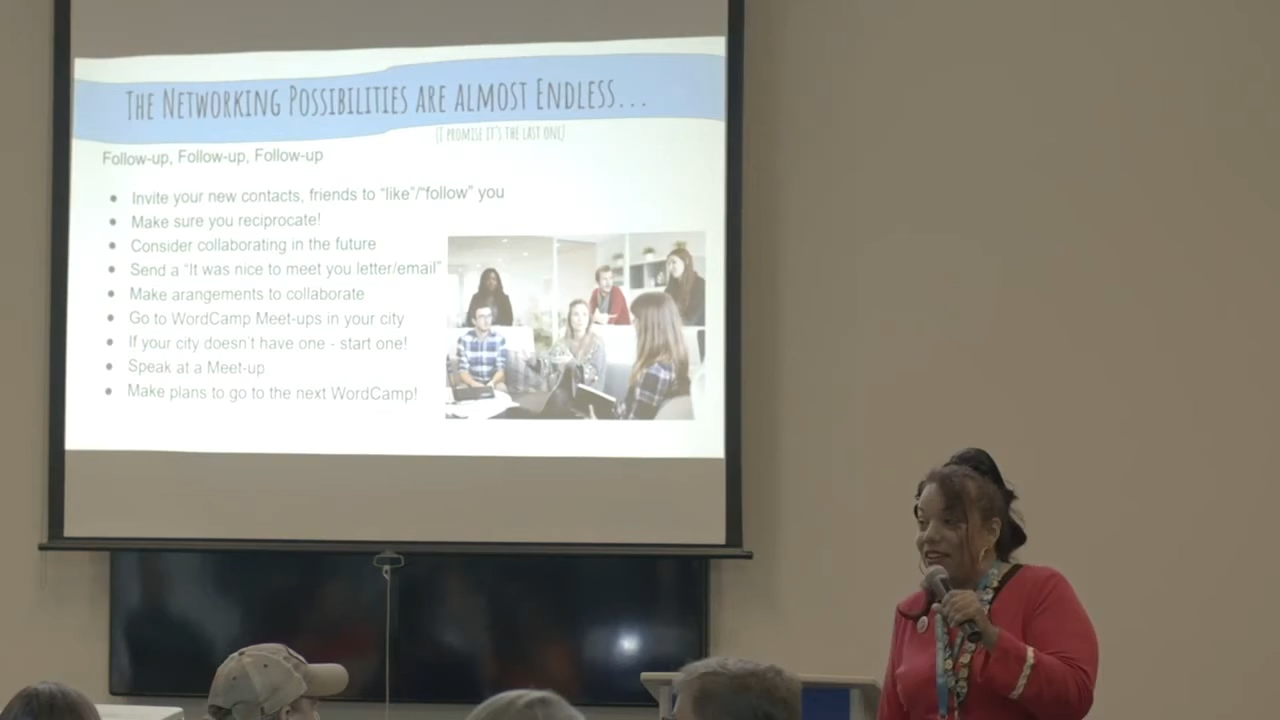 The Networking Possibilities are almost Endless...
(I promise it's the last one)
Follow-up, Follow-up, Follow-up
• Invite your new contacts, friends to “like”/“follow” you
• Make sure you reciprocate!
• Consider collaborating in the future
• Send a “It was nice to meet you letter/email”
• Make arangements to collaborate
• Go to WordCamp Meet-ups in your city
• If your city doesn't have one - start one!
• Speak at a Meet-up
• Make plans to go to the next WordCamp!